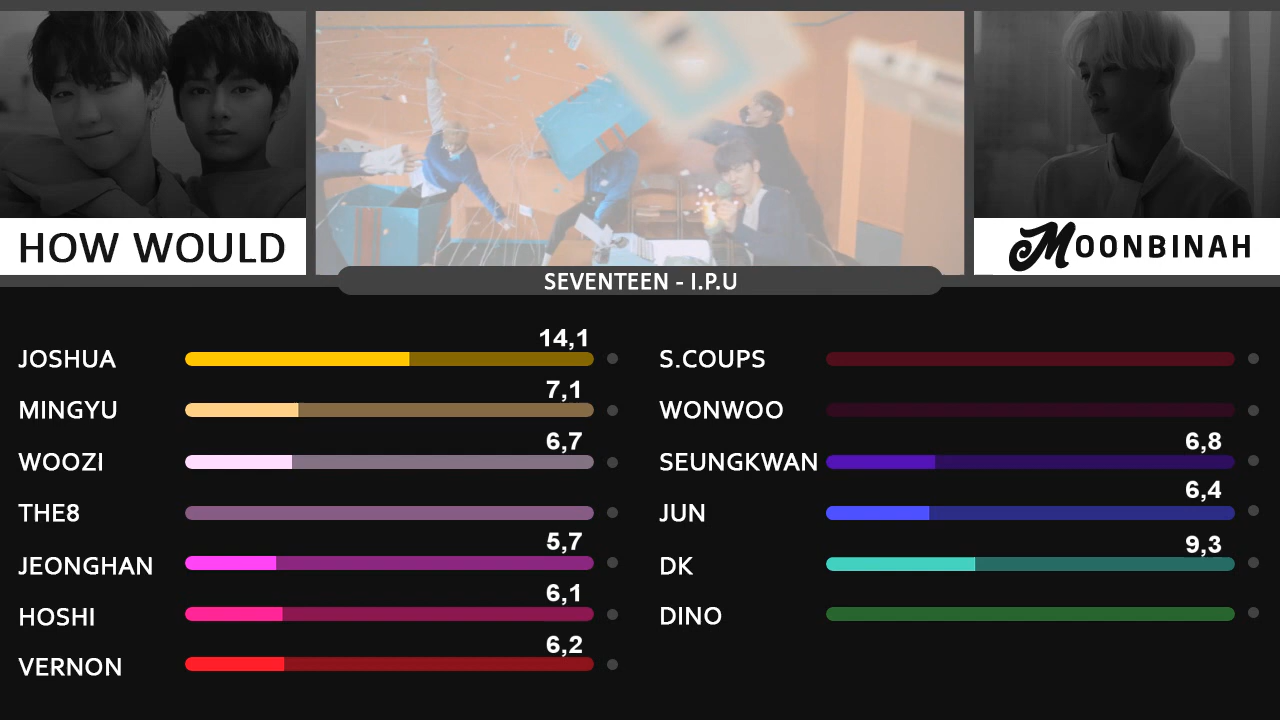 HOW WOULD
MOONBINAH
SEVENTEEN - I.P.U
JOSHUA 14,1
MINGYU 7,1
WOOZI 6,7
THE8
JEONGHAN 5,7
HOSHI 6,1
VERNON 6,2
S.COUPS
WONWOO
SEUNGKWAN 6,8
JUN 6,4
DK 9,3
DINO